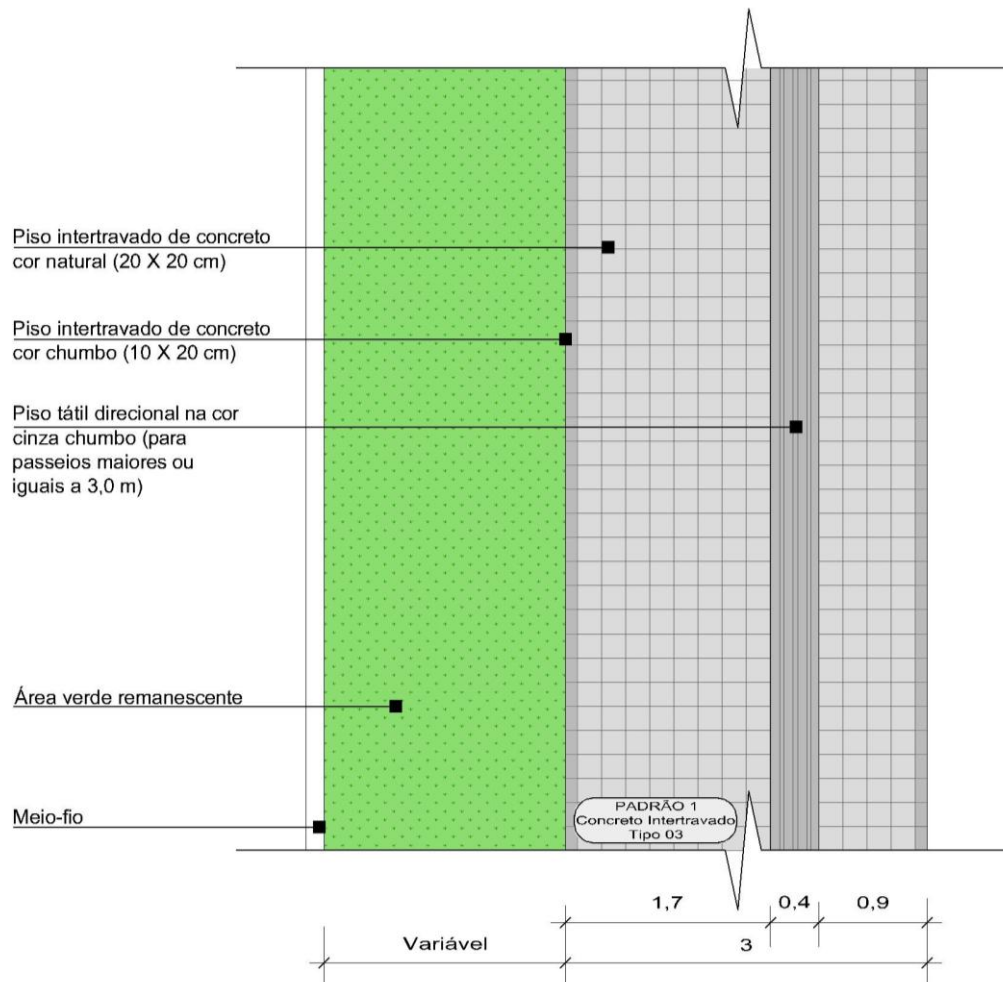 Piso intertravado de concreto
cor natural (20 X 20 cm)
Piso intertravado de concreto
cor chumbo (10 X 20 cm)
Piso tátil direcional na cor
cinza chumbo (para
passeios maiores ou
iguais a 3,0 m)
Área verde remanescente
Meio-fio
PADRÃO 1
Concreto Intertravado
Tipo 03
1,7 0,4 0,9
Variável 3